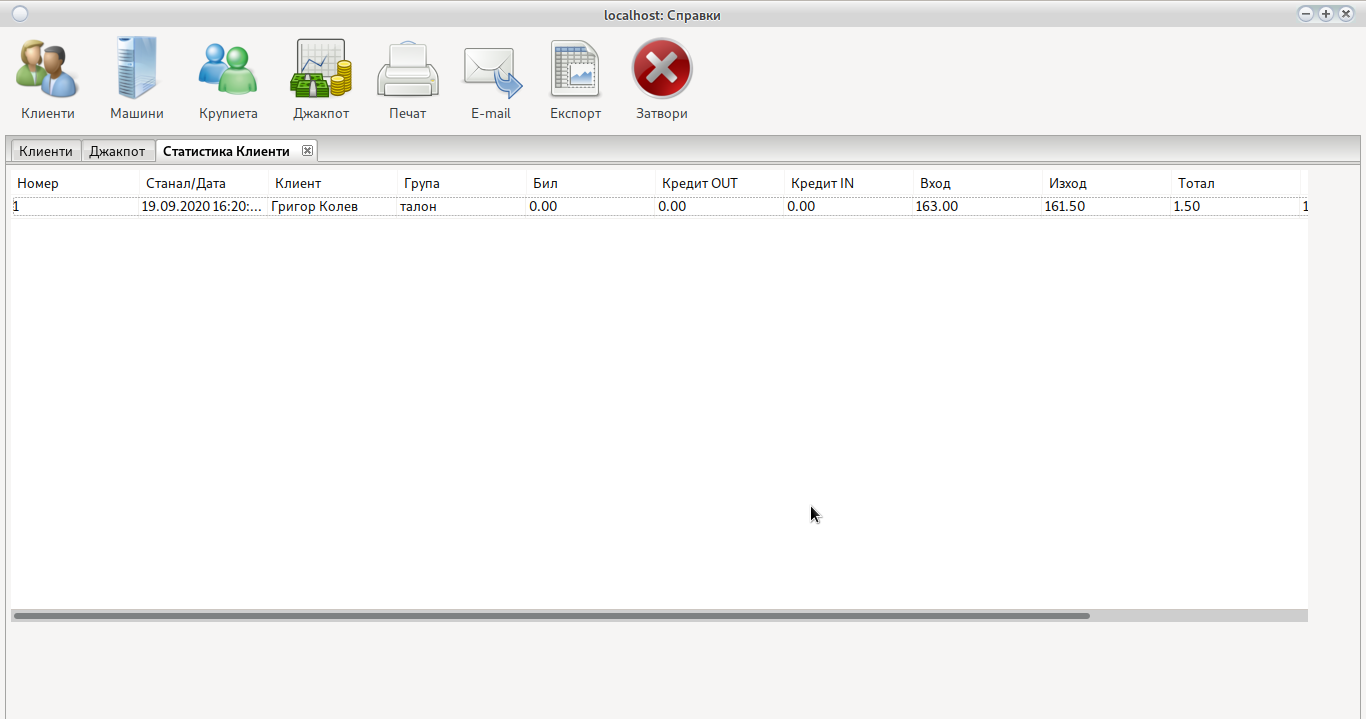 localhost: Справки
Клиенти Машини Крупиета Джакпот Печат E-mail Експорт Затвори
Клиенти Джакпот Статистика Клиенти
Номер Станал/Дата Клиент Група Бил Кредит OUT Кредит IN Вход Изход Тотал
1 19.09.2020 16:20:... Григор Колев талон 0.00 0.00 0.00 163.00 161.50 1.50 1